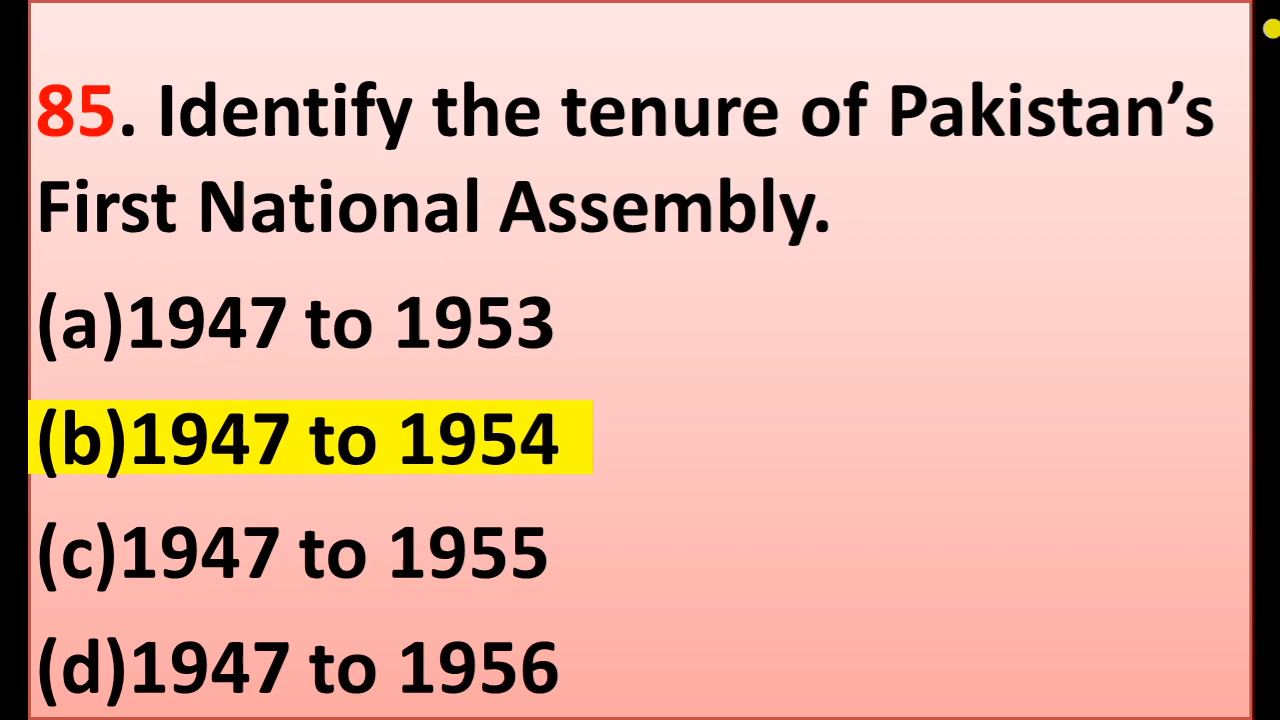 85. Identify the tenure of Pakistan’s
First National Assembly.
(a)1947 to 1953
(b)1947 to 1954
(c)1947 to 1955
(d)1947 to 1956